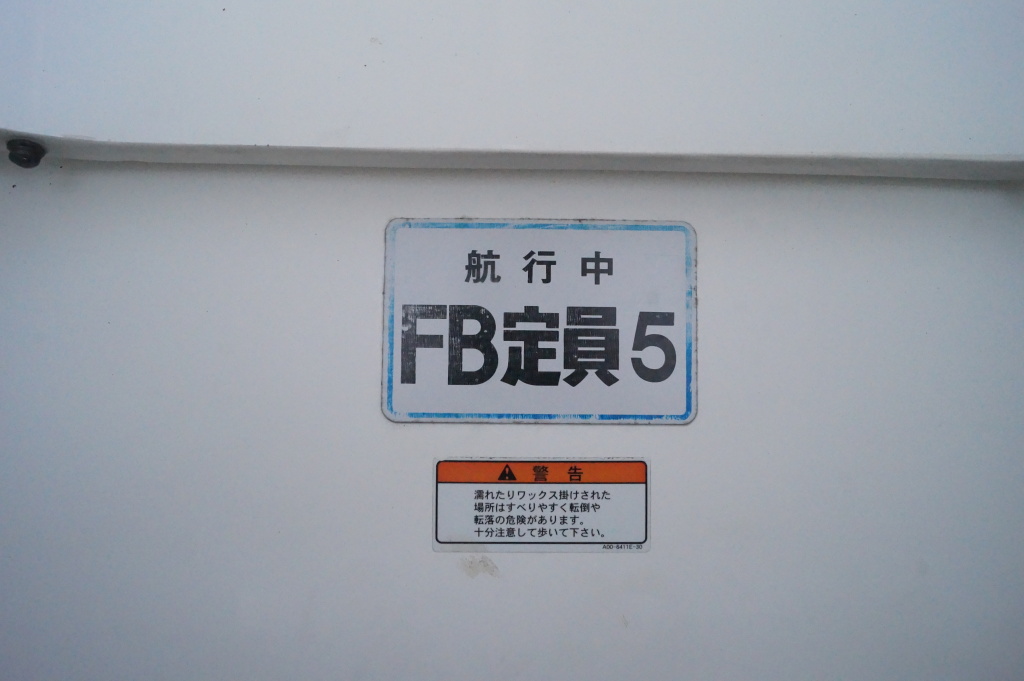 航行中
FB定員5
警告
濡れたりワックス掛けされた
場所はすべりやすく転倒や
転落の危険があります。
十分注意して歩いて下さい。
A00-6411E-30